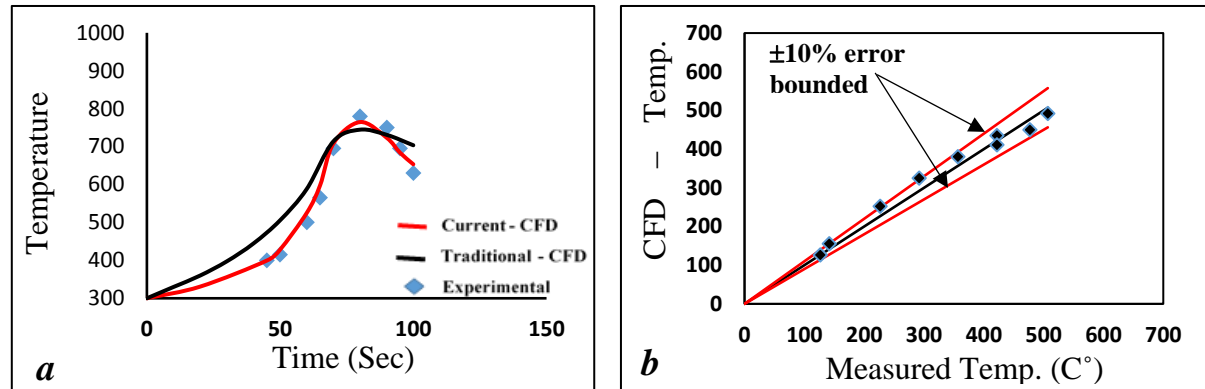 1000
900
800
700
600
500
400
300
Temperature
Current - CFD
Traditional - CFD
Experimental
0 50 100 150
Time (Sec)
a
700
600
500
400
300
200
100
0
CFD – Temp.
±10% error
bounded
0 100 200 300 400 500 600 700
Measured Temp. (C˚)
b